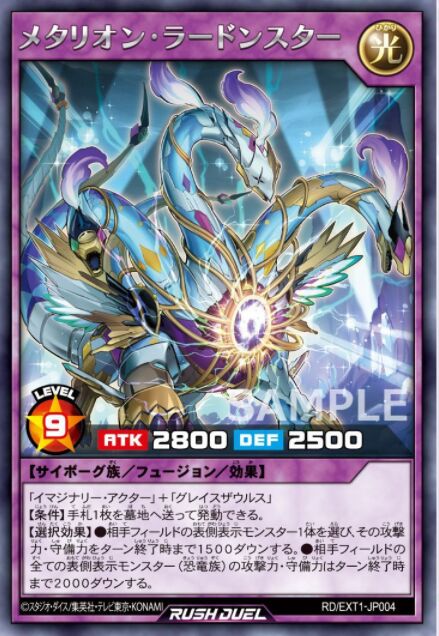 メタリオン・ラードンスター
ひかり
光
SAMPLE
LEVEL
9
ATK 2800 DEF 2500
【サイボーグ族／フュージョン／効果】
「イマジナリー・アクター」＋「グレイスザウルス」
【条件】手札1枚を墓地へ送って発動できる。
【選択効果】●相手フィールドの表側表示モンスター1体を選び、その攻撃
力・守備力をターン終了時まで1500ダウンする。●相手フィールドの
全ての表側表示モンスター（恐竜族）の攻撃力・守備力はターン終了時
まで2000ダウンする。
©スタジオ・ダイス/集英社・テレビ東京・KONAMI
RUSH DUEL
RD/EXT1-JP004